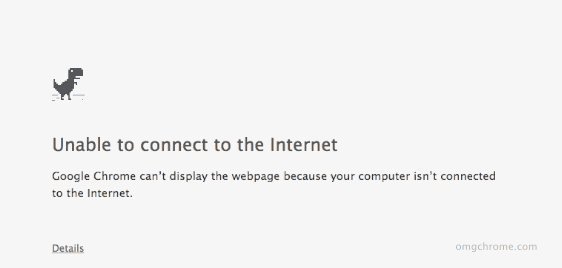 Unable to connect to the Internet
Google Chrome can't display the webpage because your computer isn't connected
to the Internet.
Details
omgchrome.com